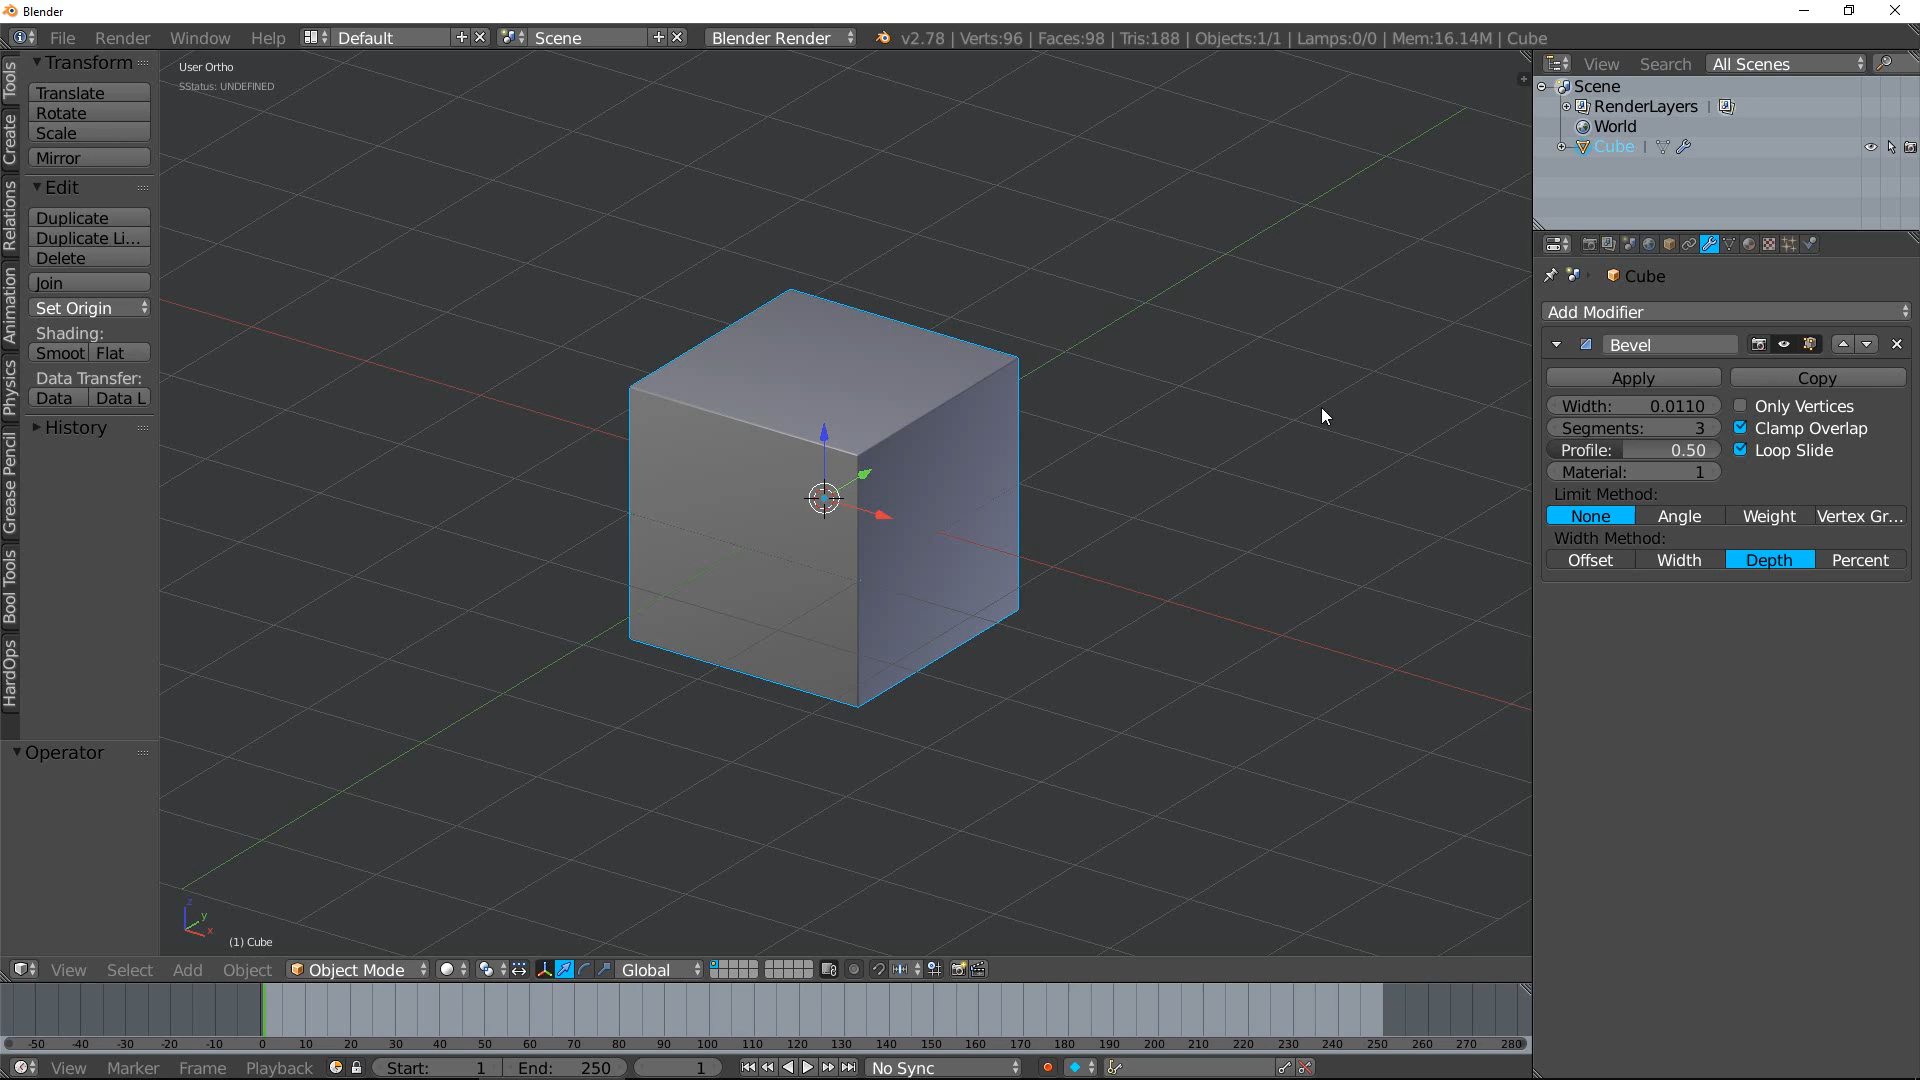 Blender
File Render Window Help Default Scene Blender Render v2.78 | Verts:96 | Faces:98 | Tris:188 | Objects:1/1 | Lamps:0/0 | Mem:16.14M | Cube
Tools
Create
Relations
Animation
Physics
Grease Pencil
Bool Tools
HardOps
Transform
Translate
Rotate
Scale
Mirror
Edit
Duplicate
Duplicate Li...
Delete
Join
Set Origin
Shading:
Smoot Flat
Data Transfer:
Data Data L
History
Operator
User Ortho
SStatus: UNDEFINED
z
y
x
(1) Cube
View Search All Scenes
Scene
RenderLayers |
World
Cube |
Cube
Add Modifier
Bevel
Apply Copy
Width: 0.0110 Only Vertices
Segments: 3 Clamp Overlap
Profile: 0.50 Loop Slide
Material: 1
Limit Method:
None Angle Weight Vertex Gr...
Width Method:
Offset Width Depth Percent
View Select Add Object Object Mode Global
-50 -40 -30 -20 -10 0 10 20 30 40 50 60 70 80 90 100 110 120 130 140 150 160 170 180 190 200 210 220 230 240 250 260 270 280
View Marker Frame Playback Start: 1 End: 250 1 No Sync